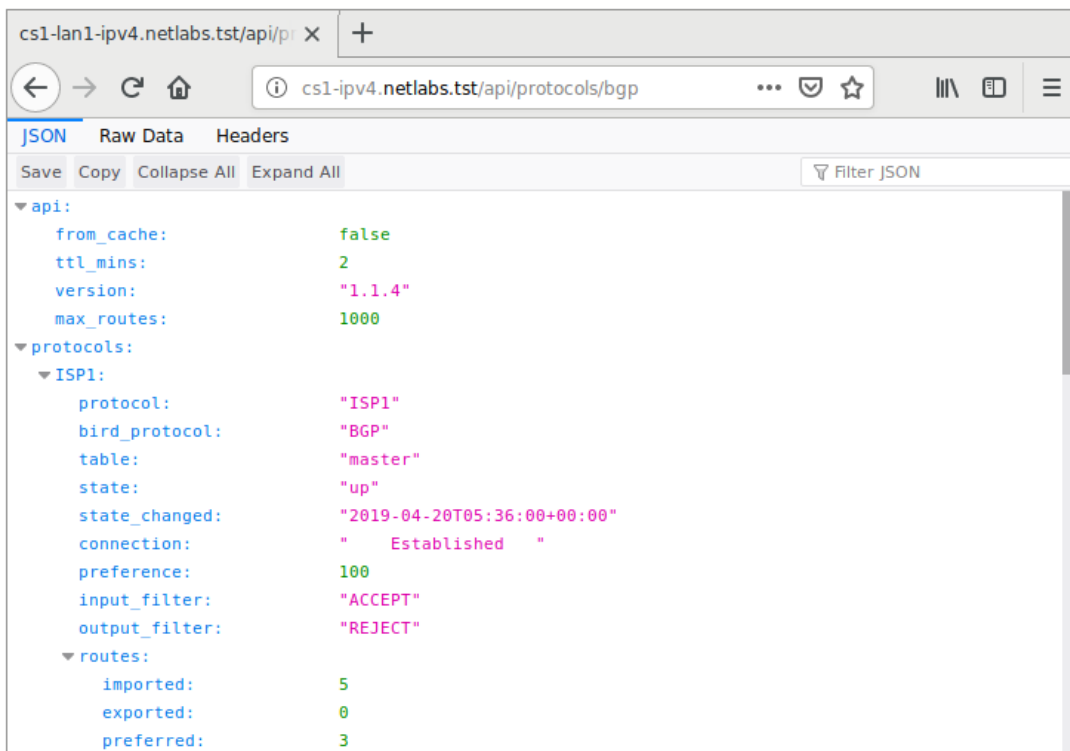 cs1-lan1-ipv4.netlabs.tst/api/pr
cs1-ipv4.netlabs.tst/api/protocols/bgp
JSON Raw Data Headers
Save Copy Collapse All Expand All Filter JSON
api:
from_cache: false
ttl_mins: 2
version: "1.1.4"
max_routes: 1000
protocols:
ISP1:
protocol: "ISP1"
bird_protocol: "BGP"
table: "master"
state: "up"
state_changed: "2019-04-20T05:36:00+00:00"
connection: "    Established   "
preference: 100
input_filter: "ACCEPT"
output_filter: "REJECT"
routes:
imported: 5
exported: 0
preferred: 3